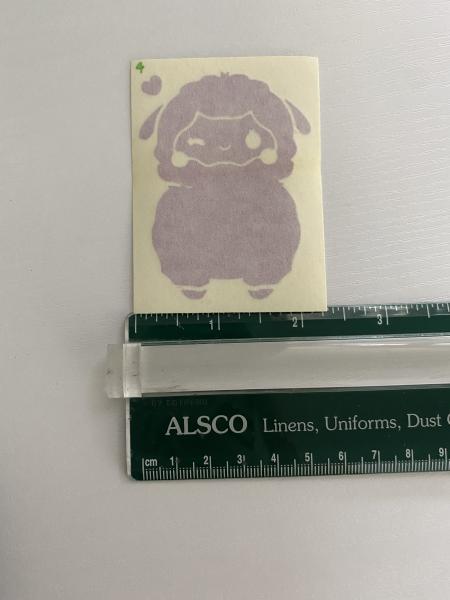 4
1 2 3
ALSCO Linens, Uniforms, Dust
cm 1 2 3 4 5 6 7 8 9